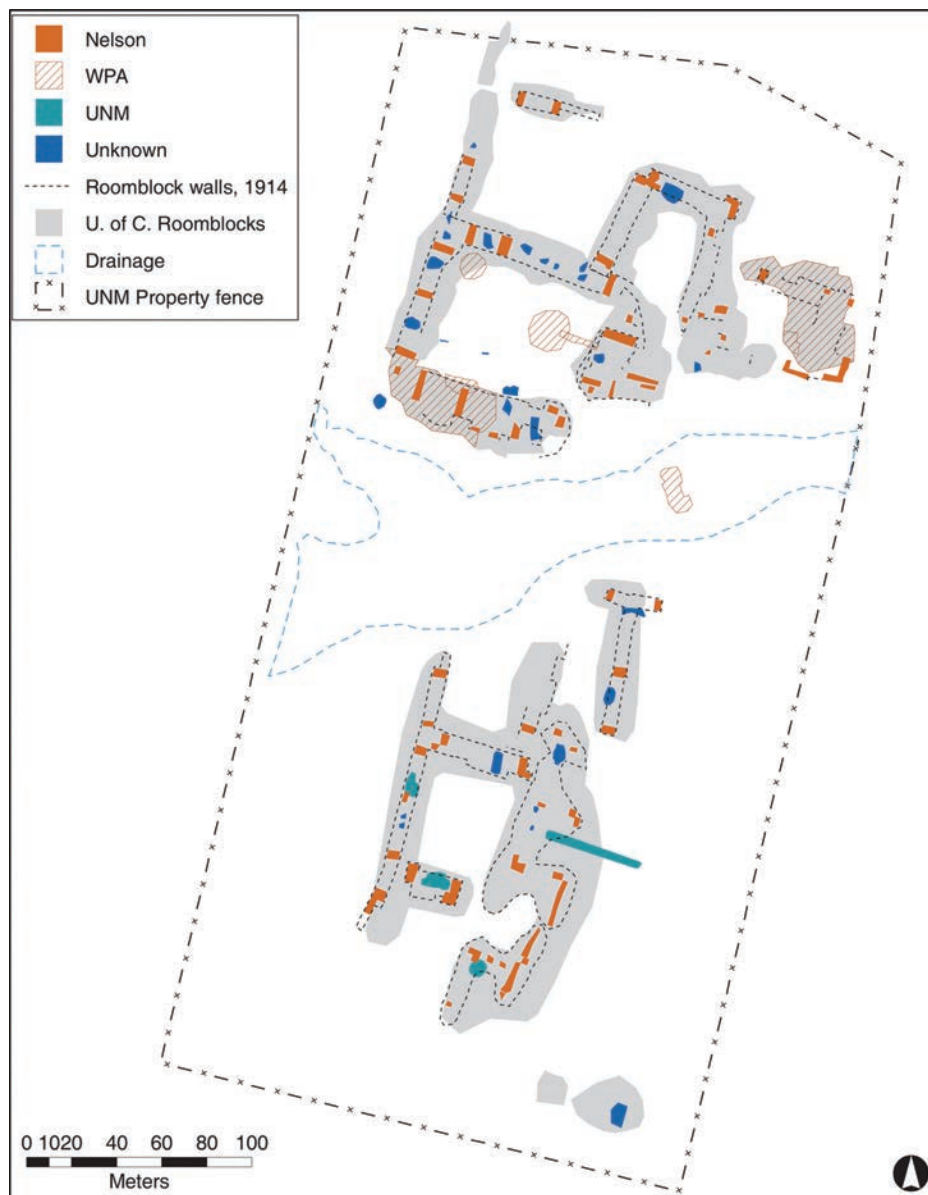 Nelson
WPA
UNM
Unknown
Roomblock walls, 1914
U. of C. Roomblocks
Drainage
UNM Property fence
0 1020 40 60 80 100
Meters